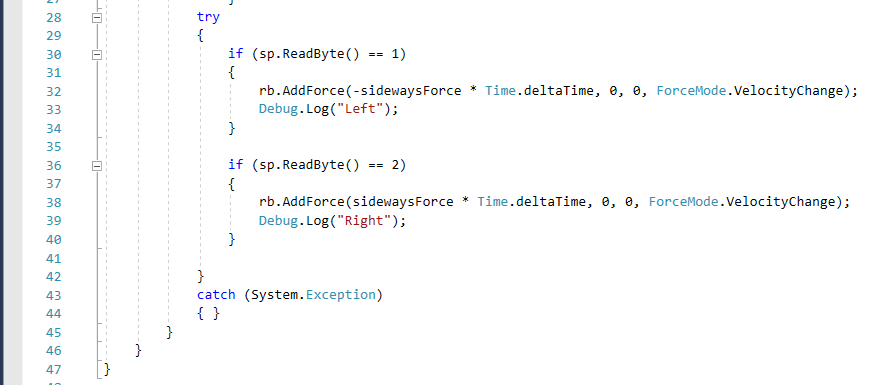 28 try
29 {
30 if (sp.ReadByte() == 1)
31 {
32 rb.AddForce(-sidewaysForce * Time.deltaTime, 0, 0, ForceMode.VelocityChange);
33 Debug.Log("Left");
34 }
35
36 if (sp.ReadByte() == 2)
37 {
38 rb.AddForce(sidewaysForce * Time.deltaTime, 0, 0, ForceMode.VelocityChange);
39 Debug.Log("Right");
40 }
41
42 }
43 catch (System.Exception)
44 { }
45 }
46 }
47 }